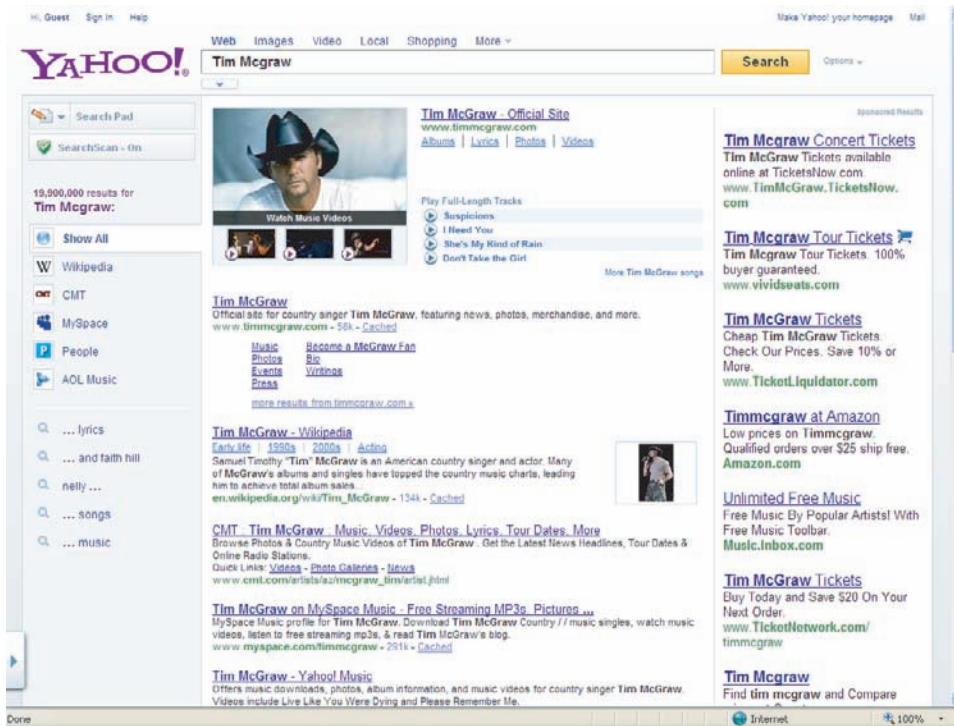 Hi, Guest Sign In Help
Make Yahoo! your homepage Mail
YAHOO!
Web Images Video Local Shopping More
Tim Mcgraw
Search
Options
Search Pad
SearchScan - On
19,900,000 results for
Tim Mcgraw:
Show All
W Wikipedia
CMT CMT
MySpace
P People
AOL Music
... lyrics
... and faith hill
nelly ...
... songs
... music
Watch Music Videos
Tim McGraw - Official Site
www.timmcgraw.com
Albums | Lyrics | Photos | Videos
Play Full-Length Tracks
Suspicions
I Need You
She's My Kind of Rain
Don't Take the Girl
More Tim McGraw songs
Tim McGraw
Official site for country singer Tim McGraw, featuring news, photos, merchandise, and more.
www.timmcgraw.com - 58k - Cached
Music Become a McGraw Fan
Photos Bio
Events Writings
Press
more results from timmcgraw.com »
Tim McGraw - Wikipedia
Early life | 1990s | 2000s | Acting
Samuel Timothy "Tim" McGraw is an American country singer and actor. Many
of McGraw's albums and singles have topped the country music charts, leading
him to achieve total album sales...
en.wikipedia.org/wiki/Tim_McGraw - 134k - Cached
CMT : Tim McGraw : Music, Videos, Photos, Lyrics, Tour Dates, More
Browse Photos & Country Music Videos of Tim McGraw . Get the Latest News Headlines, Tour Dates &
Online Radio Stations.
Quick Links: Videos - Photo Galleries - News
www.cmt.com/artists/az/mcgraw_tim/artist.jhtml
Tim McGraw on MySpace Music - Free Streaming MP3s, Pictures ...
MySpace Music profile for Tim McGraw. Download Tim McGraw Country / / music singles, watch music
videos, listen to free streaming mp3s, & read Tim McGraw's blog.
www.myspace.com/timmcgraw - 291k - Cached
Tim McGraw - Yahoo! Music
Offers music downloads, photos, album information, and music videos for country singer Tim McGraw.
Videos include Live Like You Were Dying and Please Remember Me.
Sponsored Results
Tim Mcgraw Concert Tickets
Tim McGraw Tickets available
online at TicketsNow.com.
www.TimMcGraw.TicketsNow.
com
Tim Mcgraw Tour Tickets
Tim Mcgraw Tour Tickets. 100%
buyer guaranteed.
www.vividseats.com
Tim McGraw Tickets
Cheap Tim McGraw Tickets.
Check Our Prices. Save 10% or
More.
www.TicketLiquidator.com
Timmcgraw at Amazon
Low prices on Timmcgraw.
Qualified orders over $25 ship free.
Amazon.com
Unlimited Free Music
Free Music By Popular Artists! With
Free Music Toolbar.
Music.Inbox.com
Tim McGraw Tickets
Buy Today and Save $20 On Your
Next Order.
www.TicketNetwork.com/
timmcgraw
Tim Mcgraw
Find tim mcgraw and Compare
Done
Internet
100%